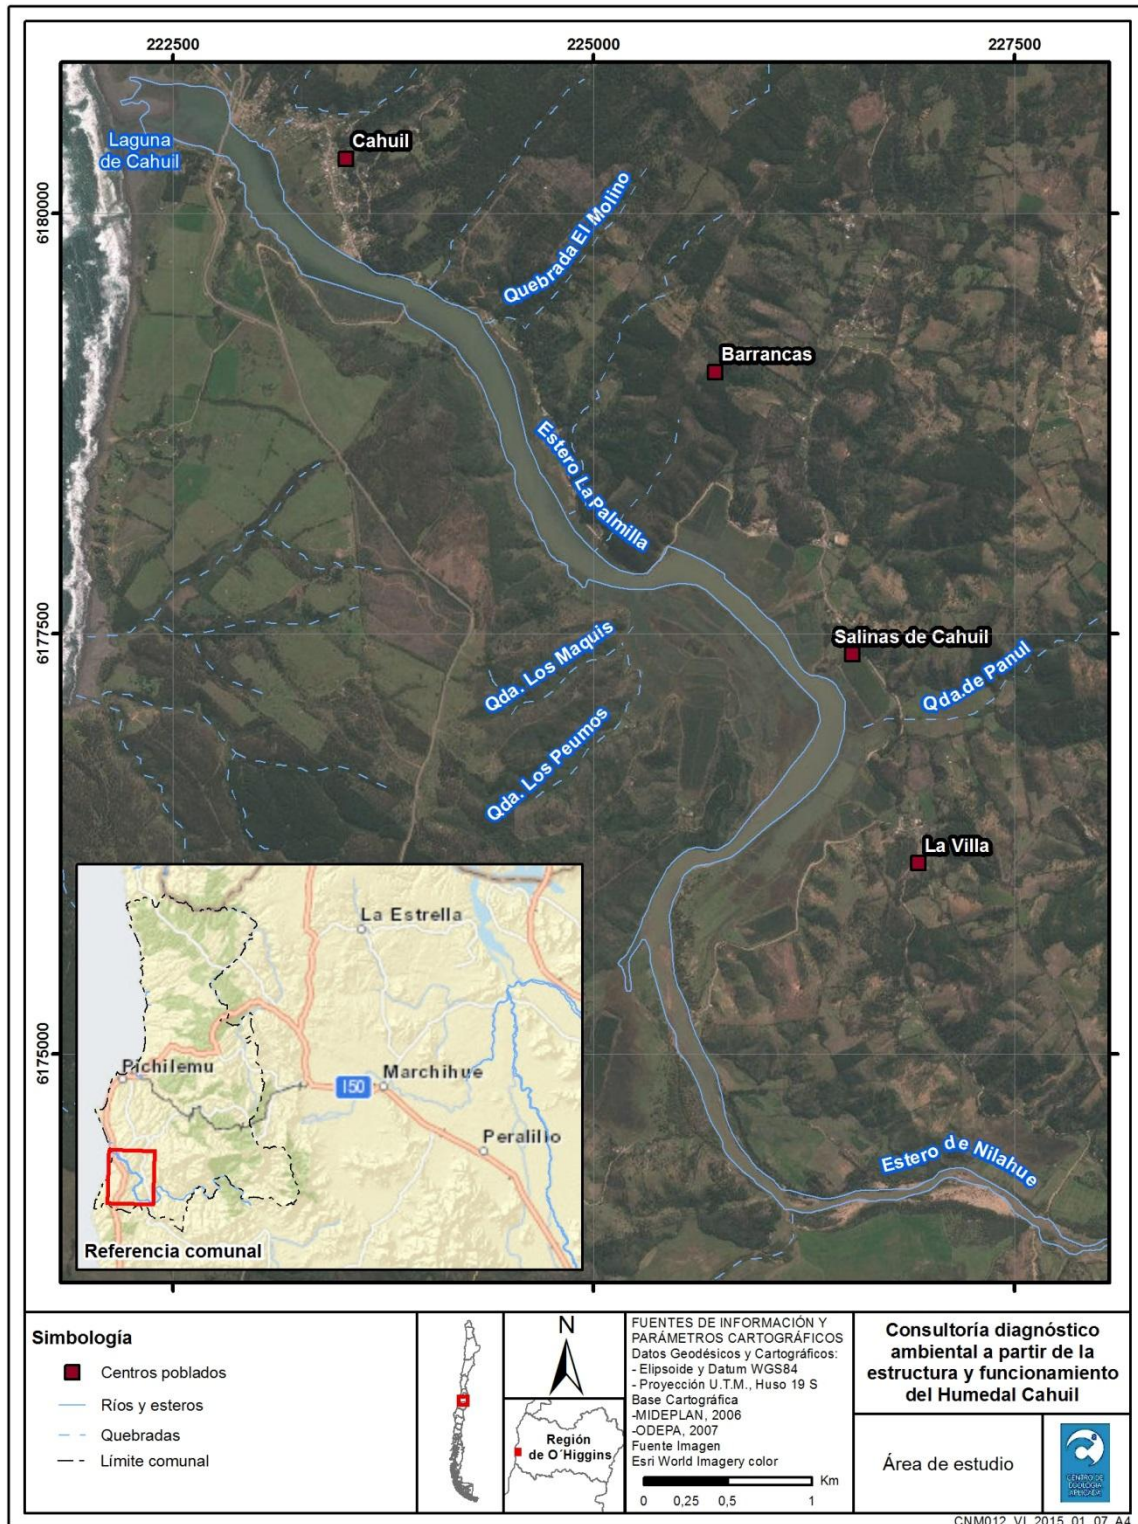 222500
225000
227500
6180000
6177500
6175000
Laguna
de Cahuil
Cahuil
Quebrada El Molino
Barrancas
Estero La Palmilla
Salinas de Cahuil
Qda. Los Maquis
Qda.de Panul
Qda. Los Peumos
La Villa
Estero de Nilahue
La Estrella
Pichilemu
I50
Marchihue
Peralillo
Referencia comunal
Simbología
Centros poblados
Ríos y esteros
Quebradas
Límite comunal
N
Región
de O´Higgins
FUENTES DE INFORMACIÓN Y
PARÁMETROS CARTOGRÁFICOS
Datos Geodésicos y Cartográficos:
- Elipsoide y Datum WGS84
- Proyección U.T.M., Huso 19 S
Base Cartográfica
-MIDEPLAN, 2006
-ODEPA, 2007
Fuente Imagen
Esri World Imagery color
Km
0 0,25 0,5 1
Consultoría diagnóstico
ambiental a partir de la
estructura y funcionamiento
del Humedal Cahuil
Área de estudio
CENTRO DE
ECOLOGÍA
APLICADA
CNM012_VI_2015_01_07_A4